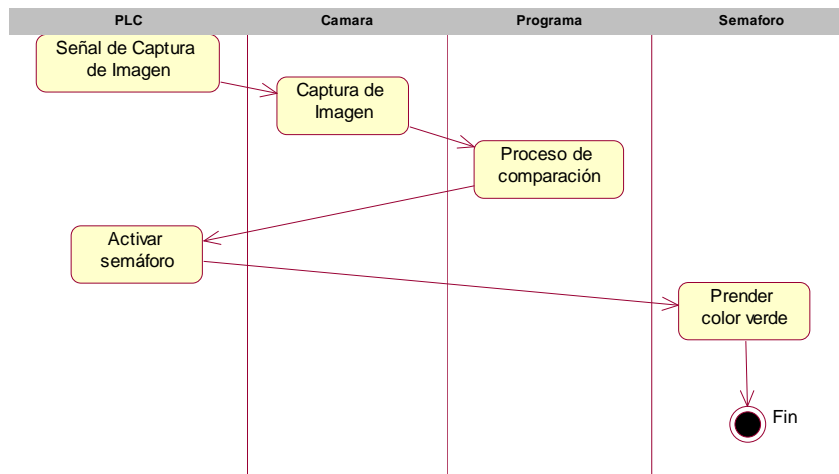 PLC
Camara
Programa
Semaforo
Señal de Captura
de Imagen
Captura de
Imagen
Proceso de
comparación
Activar
semáforo
Prender
color verde
Fin